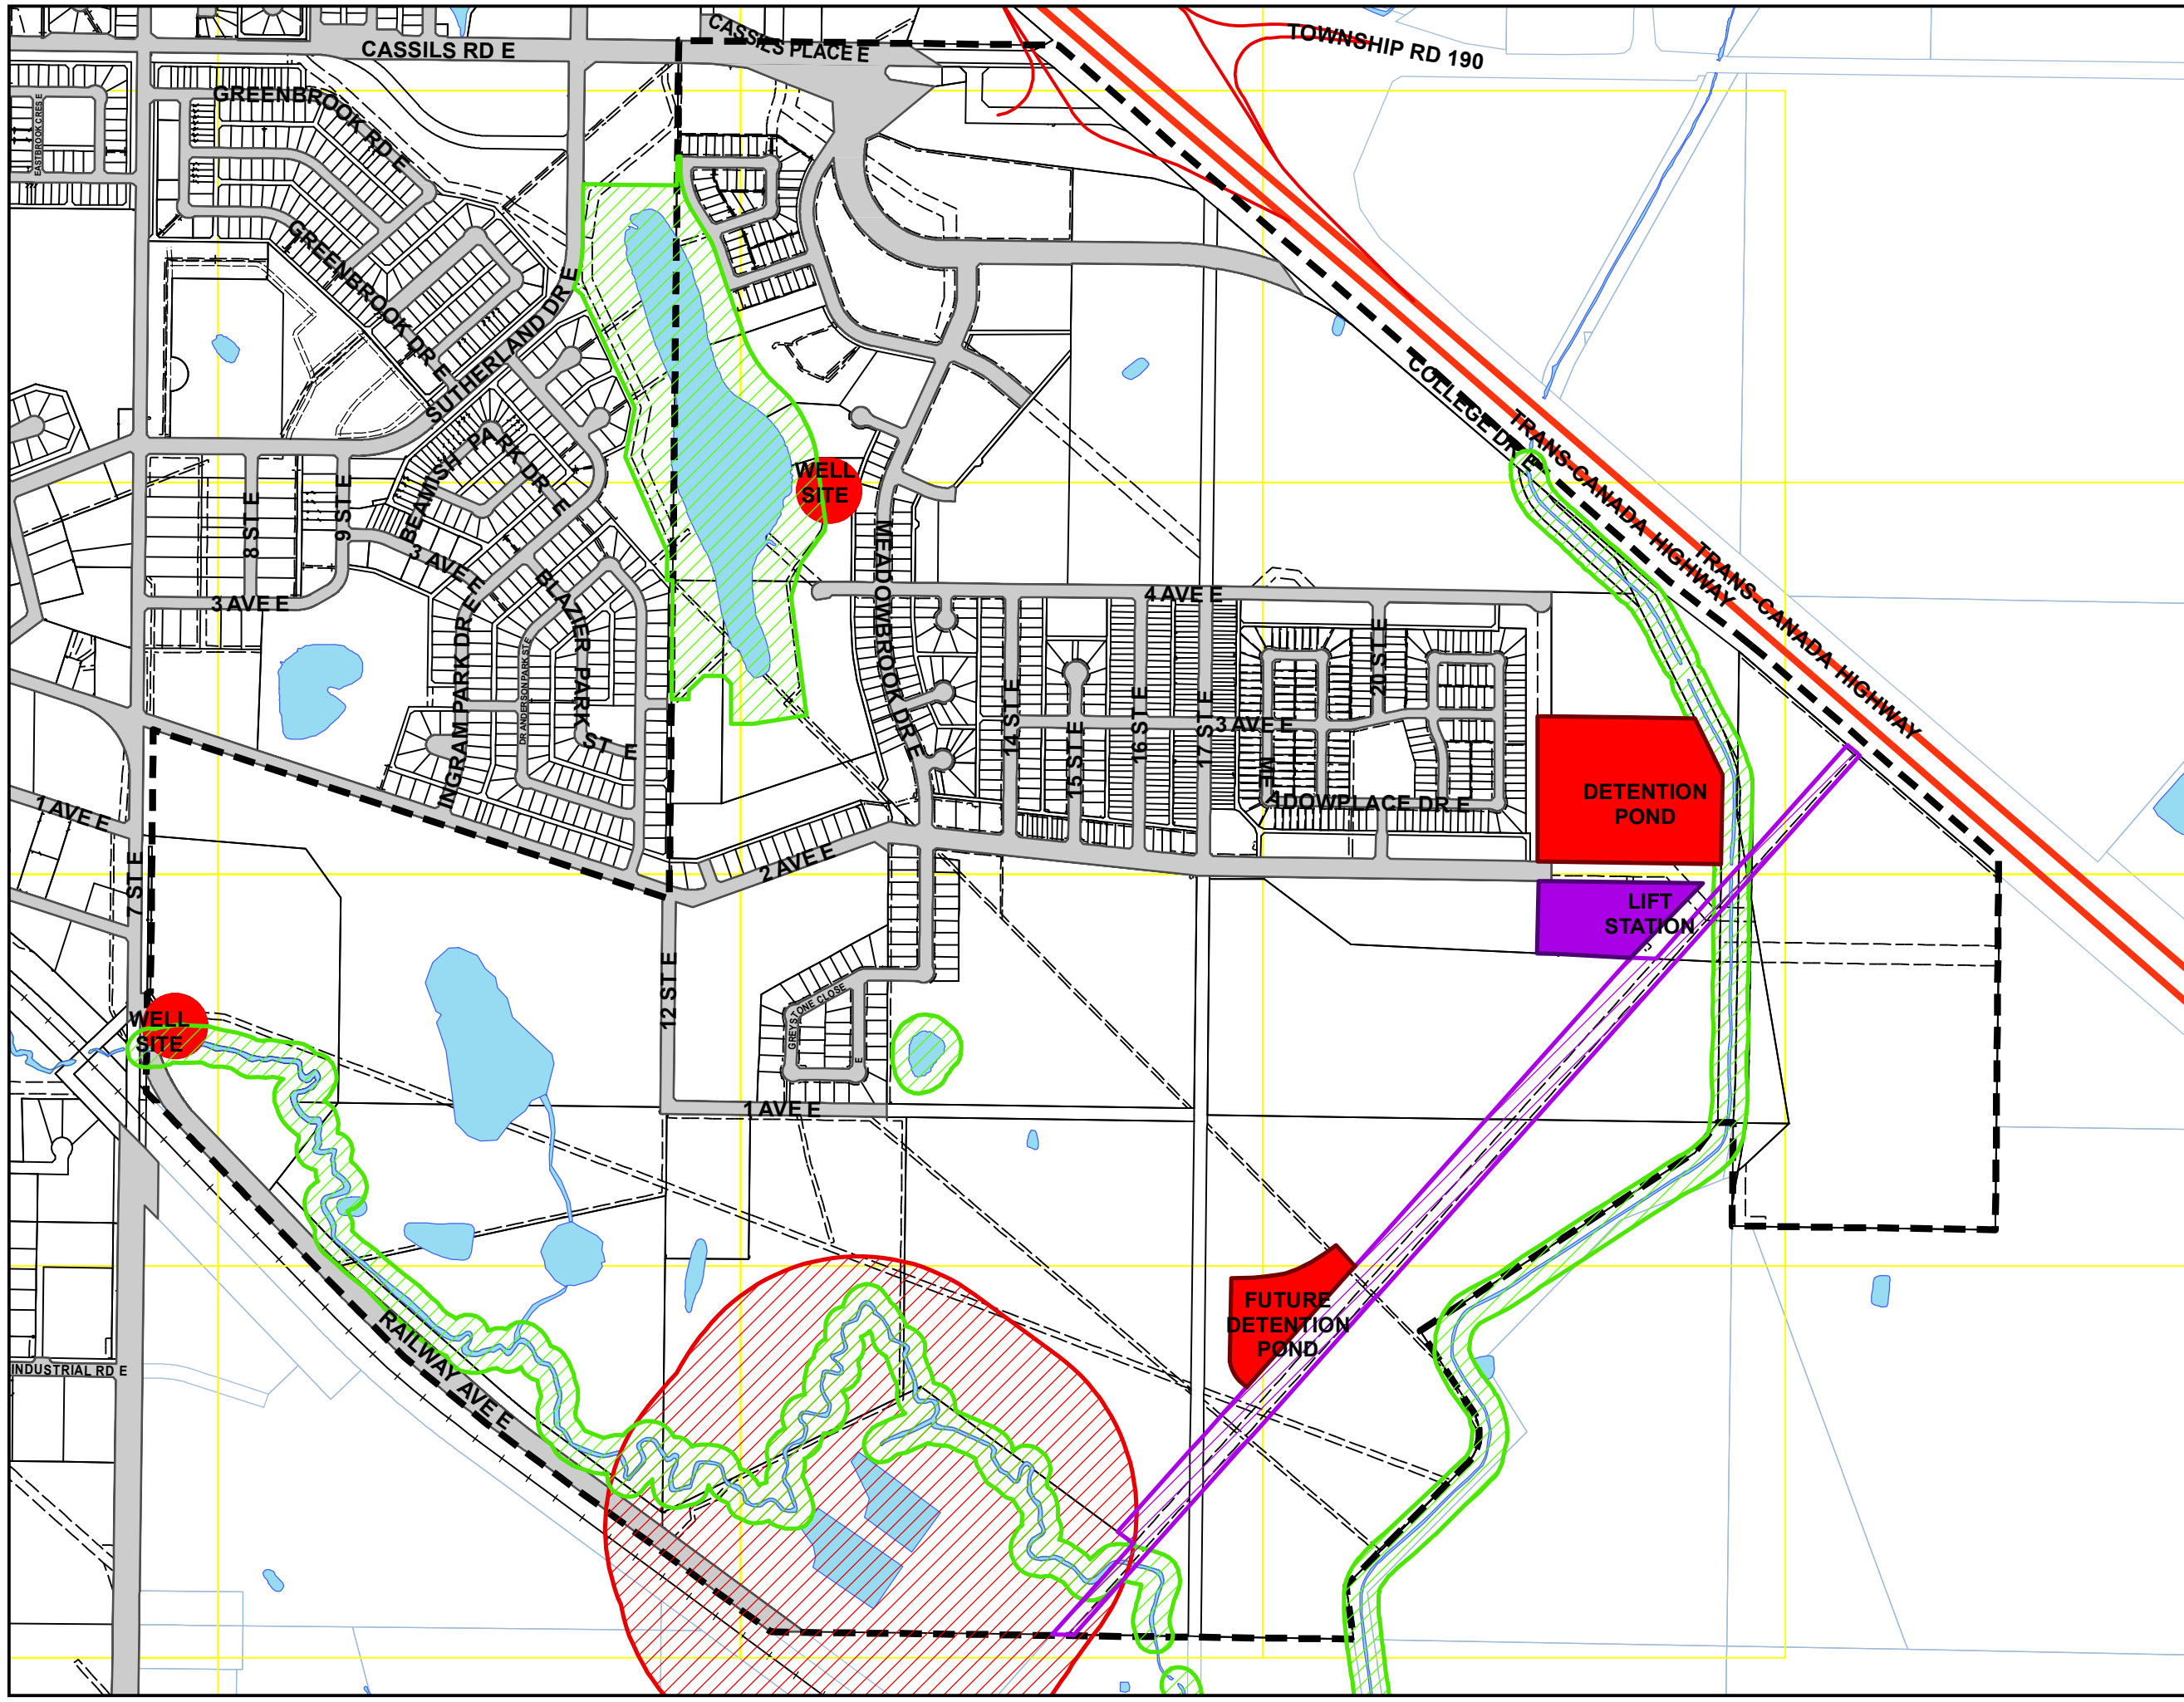 CASSILS RD E
CASSILS PLACE E
TOWNSHIP RD 190
EASTBROOK CRES E
GREENBROOK RD E
GREENBROOK DR E
SUTHERLAND DR E
COLLEGE DR E
TRANS-CANADA HIGHWAY
TRANS-CANADA HIGHWAY
BEAMISH PARK DR E
WELL
SITE
8 ST E
9 ST E
3 AVE E
3 AVE E
BLAZIER PARK ST E
INGRAM PARK DR E
DR ANDERSON PARK ST E
MEADOWBROOK DR E
4 AVE E
14 ST E
15 ST E
16 ST E
17 ST E
3 AVE E
20 ST E
MEADOWPLACE DR E
DETENTION
POND
1 AVE E
7 ST E
2 AVE E
LIFT
STATION
12 ST E
GREYSTONE CLOSE E
WELL
SITE
1 AVE E
FUTURE
DETENTION
POND
RAILWAY AVE E
INDUSTRIAL RD E